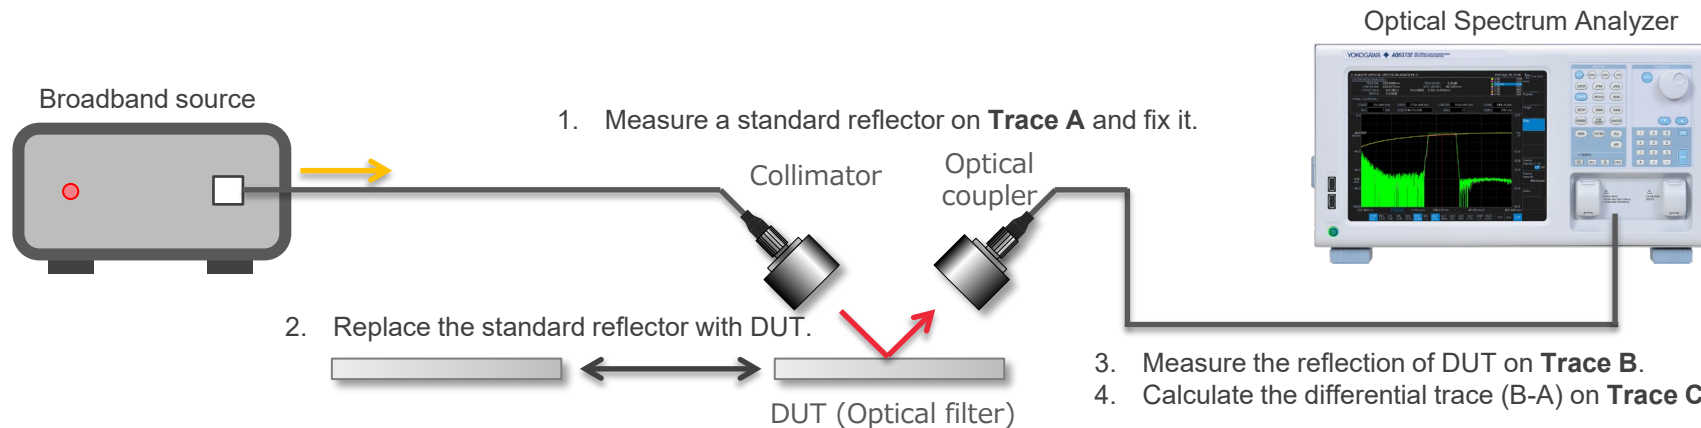 Optical Spectrum Analyzer
YOKOGAWA
Broadband source
1. Measure a standard reflector on Trace A and fix it.
Collimator
Optical
coupler
2. Replace the standard reflector with DUT.
DUT (Optical filter)
3. Measure the reflection of DUT on Trace B.
4. Calculate the differential trace (B-A) on Trace C